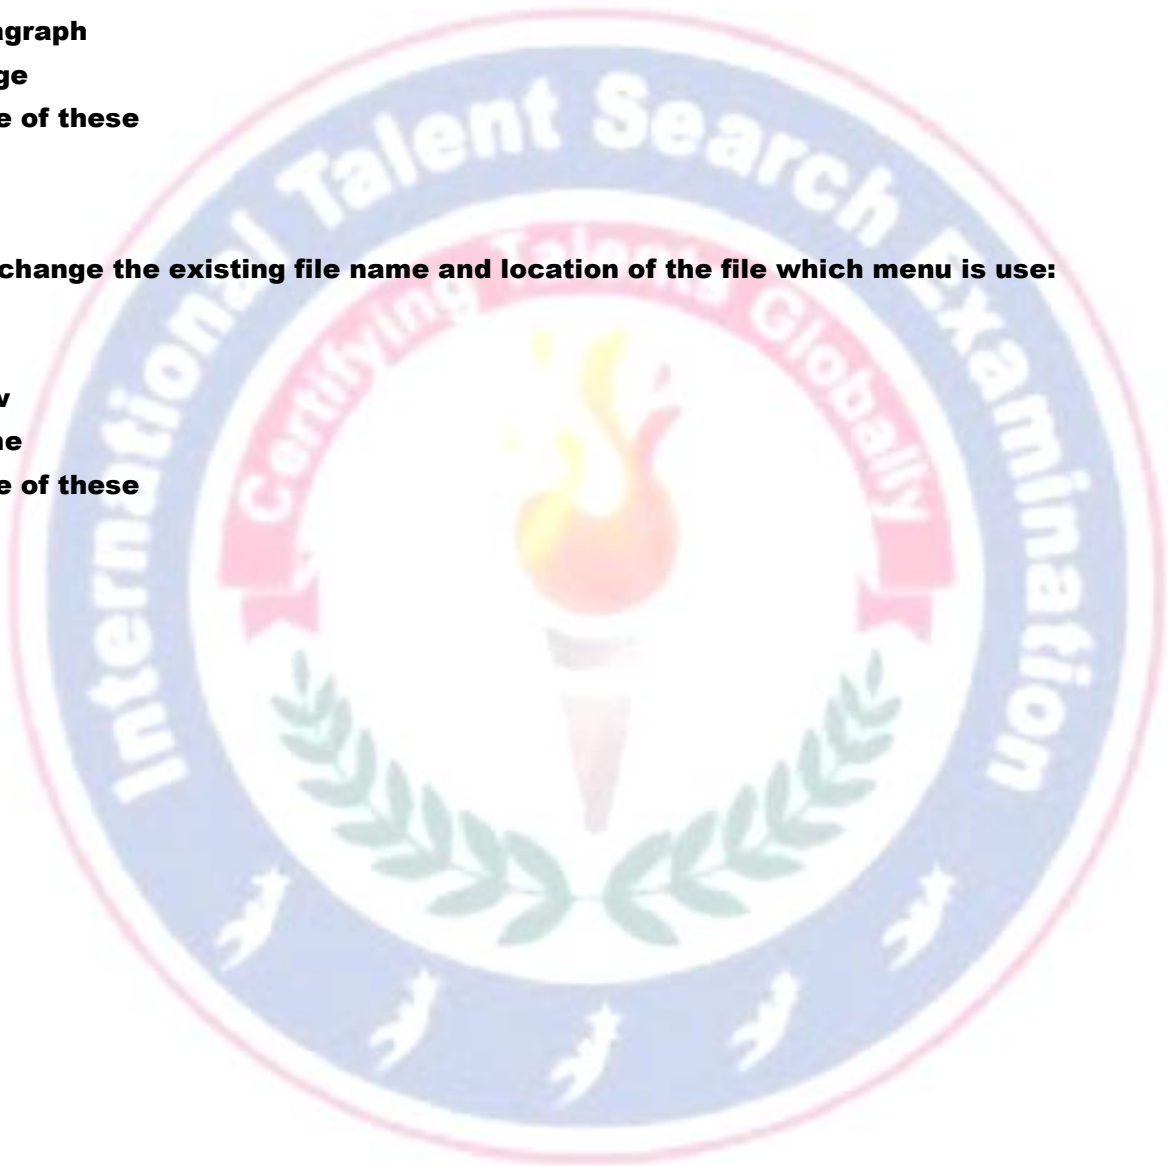 agraph
ge
e of these
change the existing file name and location of the file which menu is use:
v
ne
e of these
International Talent Search Examination
Certifying Talents Globally